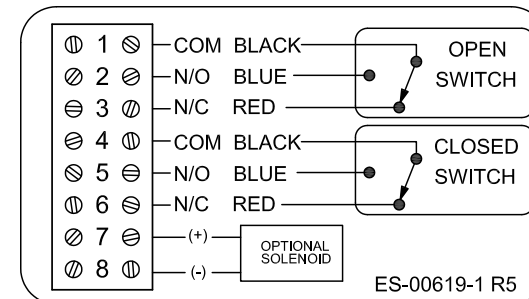 1 COM BLACK
2 N/O BLUE
3 N/C RED
OPEN
SWITCH
4 COM BLACK
5 N/O BLUE
6 N/C RED
CLOSED
SWITCH
7 (+)
8 (-)
OPTIONAL
SOLENOID
ES-00619-1 R5